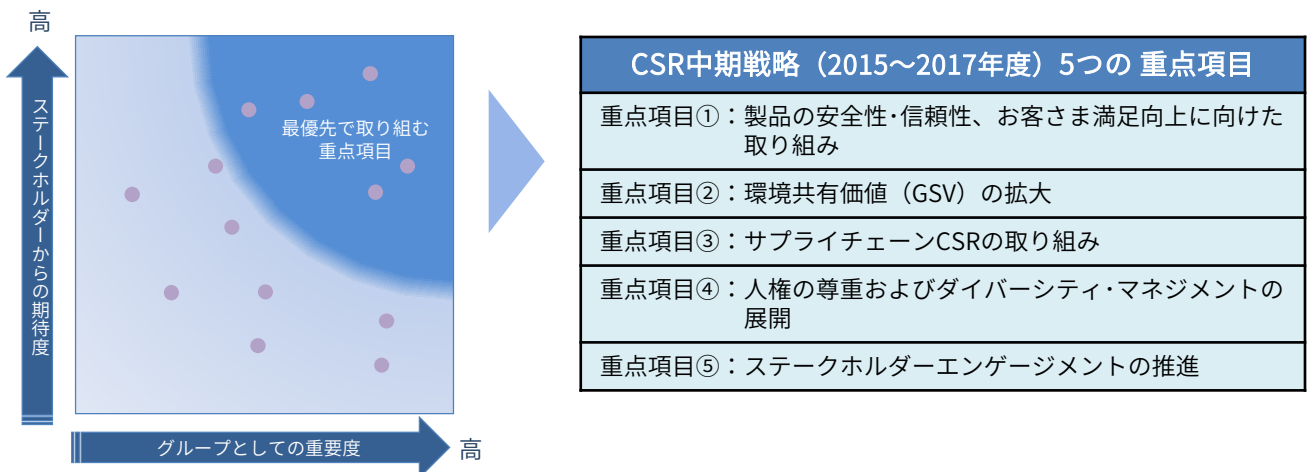 高
ステークホルダーからの期待度
最優先で取り組む
重点項目
グループとしての重要度
高
CSR中期戦略（2015～2017年度）5つの 重点項目
重点項目①：製品の安全性･信頼性、お客さま満足向上に向けた
取り組み
重点項目②：環境共有価値（GSV）の拡大
重点項目③：サプライチェーンCSRの取り組み
重点項目④：人権の尊重およびダイバーシティ･マネジメントの
展開
重点項目⑤：ステークホルダーエンゲージメントの推進